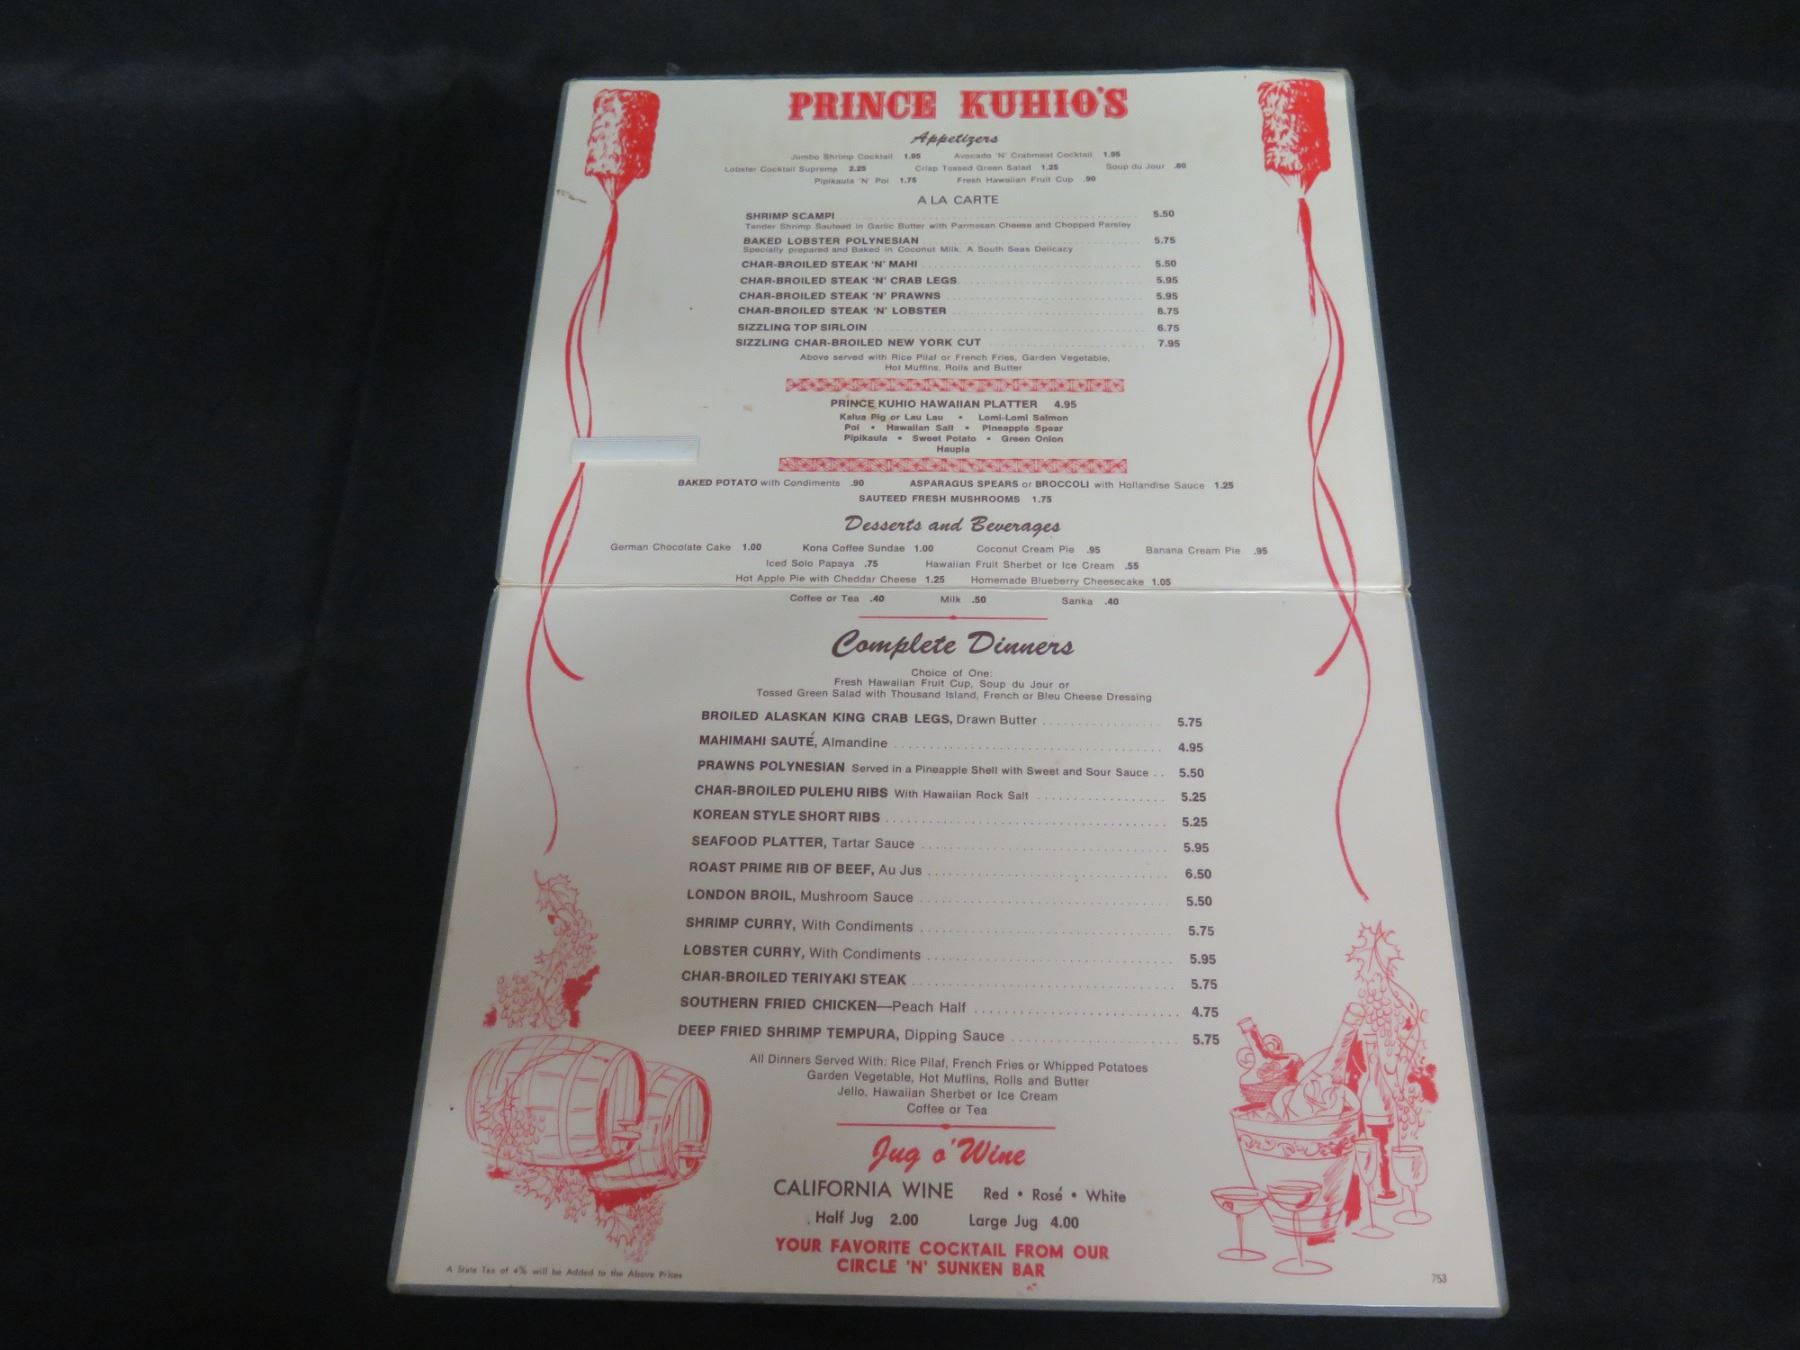 PRINCE KUHIO'S
Appetizers
Jumbo Shrimp Cocktail 1.95 Avocado 'N' Crabmeat Cocktail 1.95
Lobster Cocktail Supreme 2.25 Crisp Tossed Green Salad 1.25 Soup du Jour .80
Pipikaula 'N' Poi 1.75 Fresh Hawaiian Fruit Cup .90
A LA CARTE
SHRIMP SCAMPI 5.50
Tender Shrimp Sauteed in Garlic Butter with Parmesan Cheese and Chopped Parsley
BAKED LOBSTER POLYNESIAN 5.75
Specially prepared and Baked in Coconut Milk. A South Seas Delicacy
CHAR-BROILED STEAK 'N' MAHI 5.50
CHAR-BROILED STEAK 'N' CRAB LEGS 5.95
CHAR-BROILED STEAK 'N' PRAWNS 5.95
CHAR-BROILED STEAK 'N' LOBSTER 8.75
SIZZLING TOP SIRLOIN 6.75
SIZZLING CHAR-BROILED NEW YORK CUT 7.95
Above served with Rice Pilaf or French Fries, Garden Vegetable,
Hot Muffins, Rolls and Butter
PRINCE KUHIO HAWAIIAN PLATTER 4.95
Kalua Pig or Lau Lau • Lomi-Lomi Salmon
Poi • Hawaiian Salt • Pineapple Spear
Pipikaula • Sweet Potato • Green Onion
Haupia
BAKED POTATO with Condiments .90 ASPARAGUS SPEARS or BROCCOLI with Hollandise Sauce 1.25
SAUTEED FRESH MUSHROOMS 1.75
Desserts and Beverages
German Chocolate Cake 1.00 Kona Coffee Sundae 1.00 Coconut Cream Pie .95 Banana Cream Pie .95
Iced Solo Papaya .75 Hawaiian Fruit Sherbet or Ice Cream .55
Hot Apple Pie with Cheddar Cheese 1.25 Homemade Blueberry Cheesecake 1.05
Coffee or Tea .40 Milk .50 Sanka .40
Complete Dinners
Choice of One:
Fresh Hawaiian Fruit Cup, Soup du Jour or
Tossed Green Salad with Thousand Island, French or Bleu Cheese Dressing
BROILED ALASKAN KING CRAB LEGS, Drawn Butter 5.75
MAHIMAHI SAUTÉ, Almandine 4.95
PRAWNS POLYNESIAN Served in a Pineapple Shell with Sweet and Sour Sauce 5.50
CHAR-BROILED PULEHU RIBS With Hawaiian Rock Salt 5.25
KOREAN STYLE SHORT RIBS 5.25
SEAFOOD PLATTER, Tartar Sauce 5.95
ROAST PRIME RIB OF BEEF, Au Jus 6.50
LONDON BROIL, Mushroom Sauce 5.50
SHRIMP CURRY, With Condiments 5.75
LOBSTER CURRY, With Condiments 5.95
CHAR-BROILED TERIYAKI STEAK 5.75
SOUTHERN FRIED CHICKEN—Peach Half 4.75
DEEP FRIED SHRIMP TEMPURA, Dipping Sauce 5.75
All Dinners Served With: Rice Pilaf, French Fries or Whipped Potatoes
Garden Vegetable, Hot Muffins, Rolls and Butter
Jello, Hawaiian Sherbet or Ice Cream
Coffee or Tea
Jug o' Wine
CALIFORNIA WINE Red • Rosé • White
Half Jug 2.00 Large Jug 4.00
YOUR FAVORITE COCKTAIL FROM OUR
CIRCLE 'N' SUNKEN BAR
A State Tax of 4% will be Added to the Above Prices
753